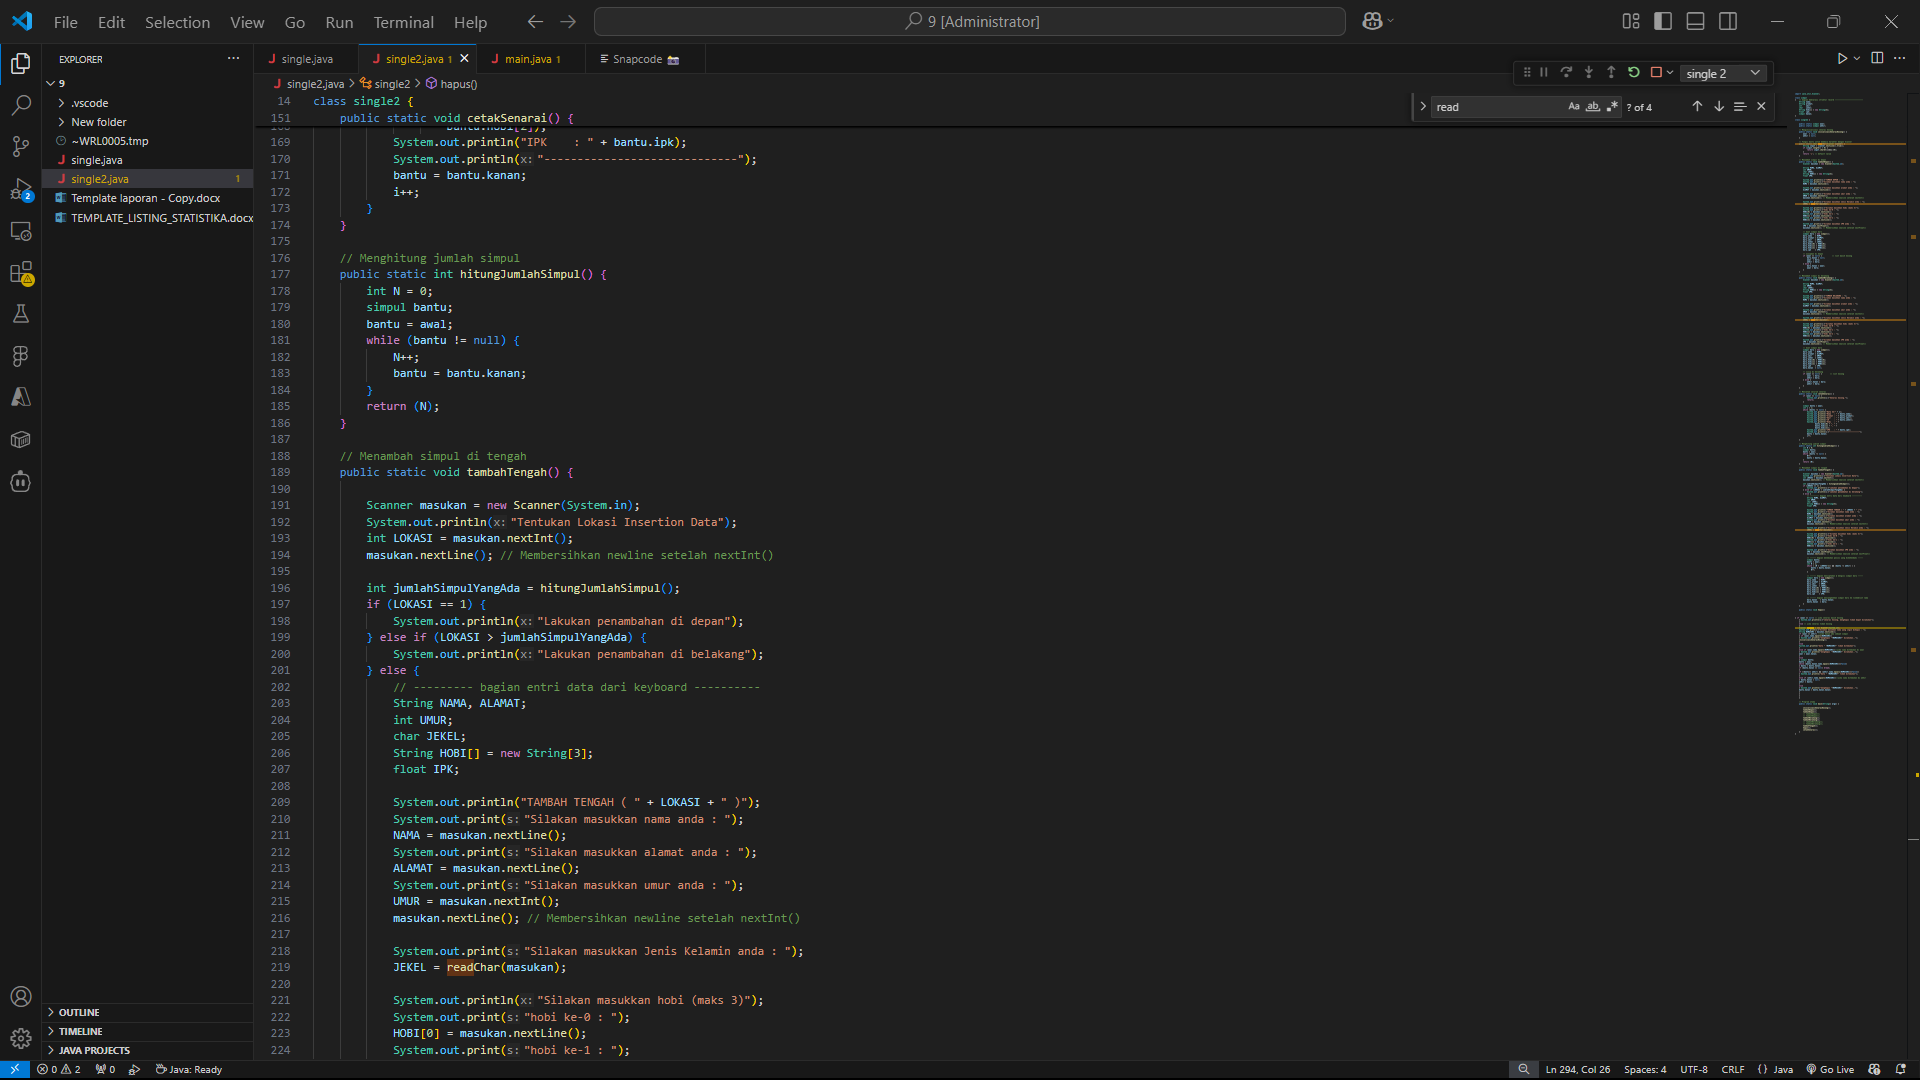 File Edit Selection View Go Run Terminal Help
9 [Administrator]
EXPLORER
9
.vscode
New folder
~WRL0005.tmp
single.java
single2.java 1
Template laporan - Copy.docx
TEMPLATE_LISTING_STATISTIKA.docx
OUTLINE
TIMELINE
JAVA PROJECTS
2
single.java single2.java 1 main.java 1 Snapcode
single 2
single2.java > single2 > hapus()
read Aa ab ? of 4
14 class single2 {
151 public static void cetakSenarai() {
169 System.out.println("IPK    : " + bantu.ipk);
170 System.out.println(x: "-----------------------------");
171 bantu = bantu.kanan;
172 i++;
173 }
174 }
175
176 // Menghitung jumlah simpul
177 public static int hitungJumlahSimpul() {
178 int N = 0;
179 simpul bantu;
180 bantu = awal;
181 while (bantu != null) {
182 N++;
183 bantu = bantu.kanan;
184 }
185 return (N);
186 }
187
188 // Menambah simpul di tengah
189 public static void tambahTengah() {
190
191 Scanner masukan = new Scanner(System.in);
192 System.out.println(x: "Tentukan Lokasi Insertion Data");
193 int LOKASI = masukan.nextInt();
194 masukan.nextLine(); // Membersihkan newline setelah nextInt()
195
196 int jumlahSimpulYangAda = hitungJumlahSimpul();
197 if (LOKASI == 1) {
198 System.out.println(x: "Lakukan penambahan di depan");
199 } else if (LOKASI > jumlahSimpulYangAda) {
200 System.out.println(x: "Lakukan penambahan di belakang");
201 } else {
202 // --------- bagian entri data dari keyboard ----------
203 String NAMA, ALAMAT;
204 int UMUR;
205 char JEKEL;
206 String HOBI[] = new String[3];
207 float IPK;
208
209 System.out.println("TAMBAH TENGAH ( " + LOKASI + " )");
210 System.out.print(s: "Silakan masukkan nama anda : ");
211 NAMA = masukan.nextLine();
212 System.out.print(s: "Silakan masukkan alamat anda : ");
213 ALAMAT = masukan.nextLine();
214 System.out.print(s: "Silakan masukkan umur anda : ");
215 UMUR = masukan.nextInt();
216 masukan.nextLine(); // Membersihkan newline setelah nextInt()
217
218 System.out.print(s: "Silakan masukkan Jenis Kelamin anda : ");
219 JEKEL = readChar(masukan);
220
221 System.out.println(x: "Silakan masukkan hobi (maks 3)");
222 System.out.print(s: "hobi ke-0 : ");
223 HOBI[0] = masukan.nextLine();
224 System.out.print(s: "hobi ke-1 : ");
0 2 0 Java: Ready
Ln 294, Col 26 Spaces: 4 UTF-8 CRLF {} Java Go Live